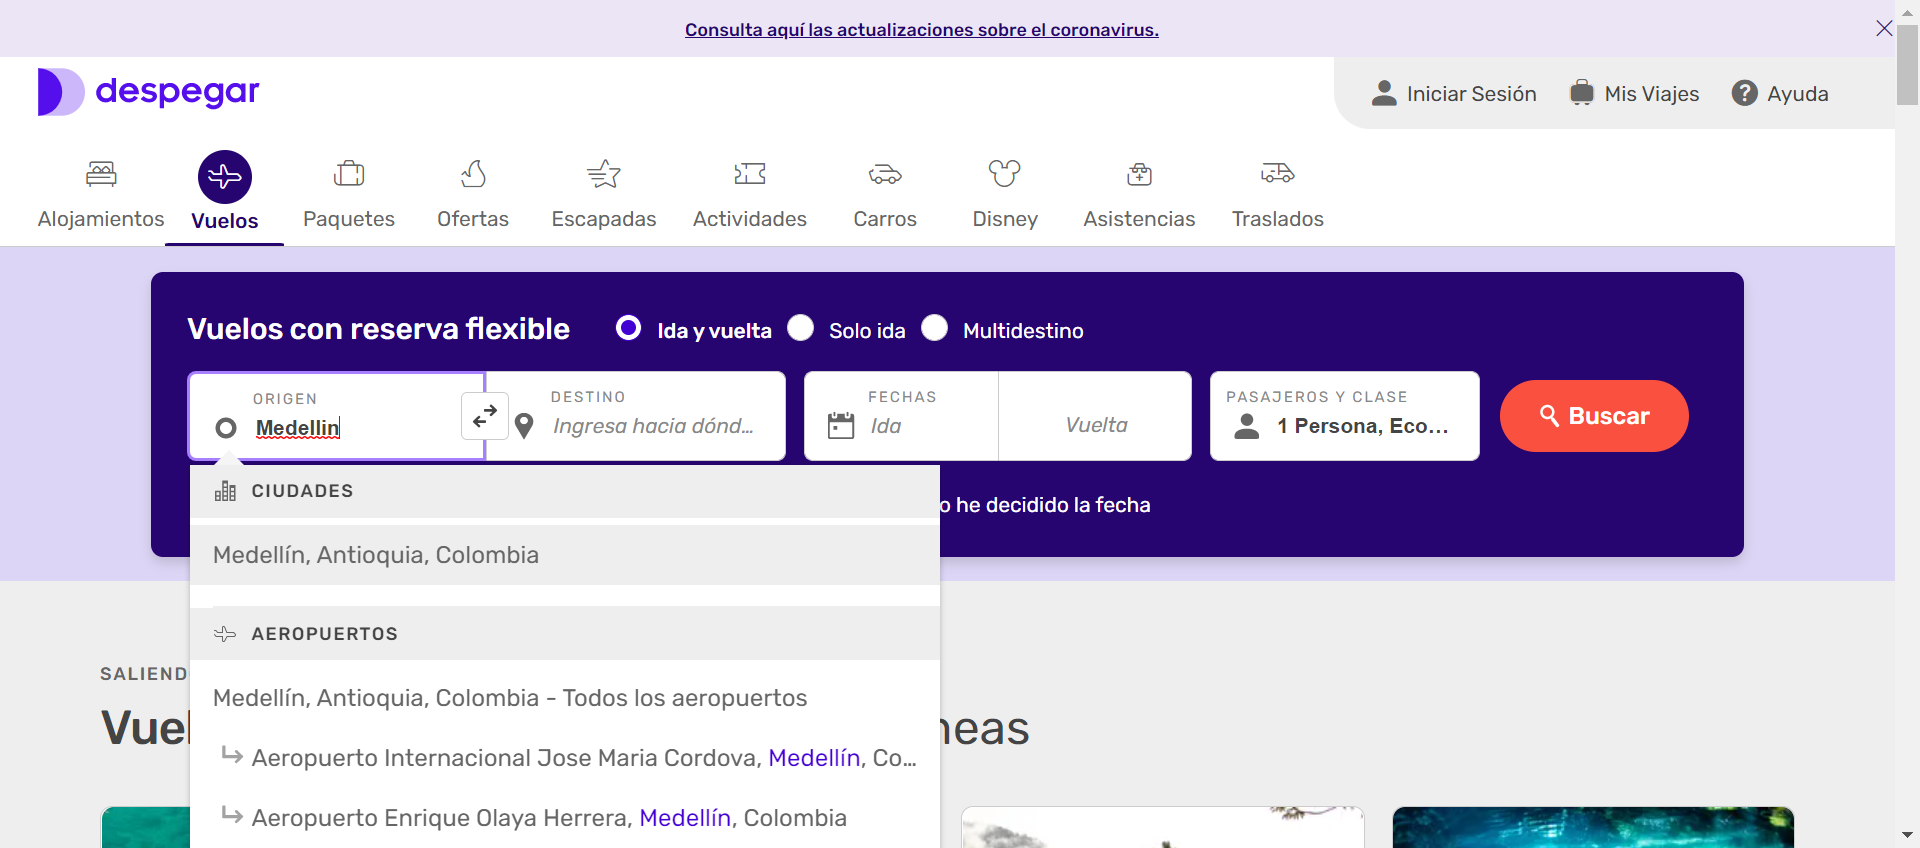 Consulta aquí las actualizaciones sobre el coronavirus.
despegar
Iniciar Sesión
Mis Viajes
Ayuda
Alojamientos
Vuelos
Paquetes
Ofertas
Escapadas
Actividades
Carros
Disney
Asistencias
Traslados
Vuelos con reserva flexible
Ida y vuelta
Solo ida
Multidestino
ORIGEN
Medellin
DESTINO
Ingresa hacia dónd...
FECHAS
Ida
Vuelta
PASAJEROS Y CLASE
1 Persona, Eco...
Buscar
CIUDADES
o he decidido la fecha
Medellín, Antioquia, Colombia
AEROPUERTOS
Medellín, Antioquia, Colombia - Todos los aeropuertos
Aeropuerto Internacional Jose Maria Cordova, Medellín, Co...
Aeropuerto Enrique Olaya Herrera, Medellín, Colombia
SALIEND
Vuel
neas